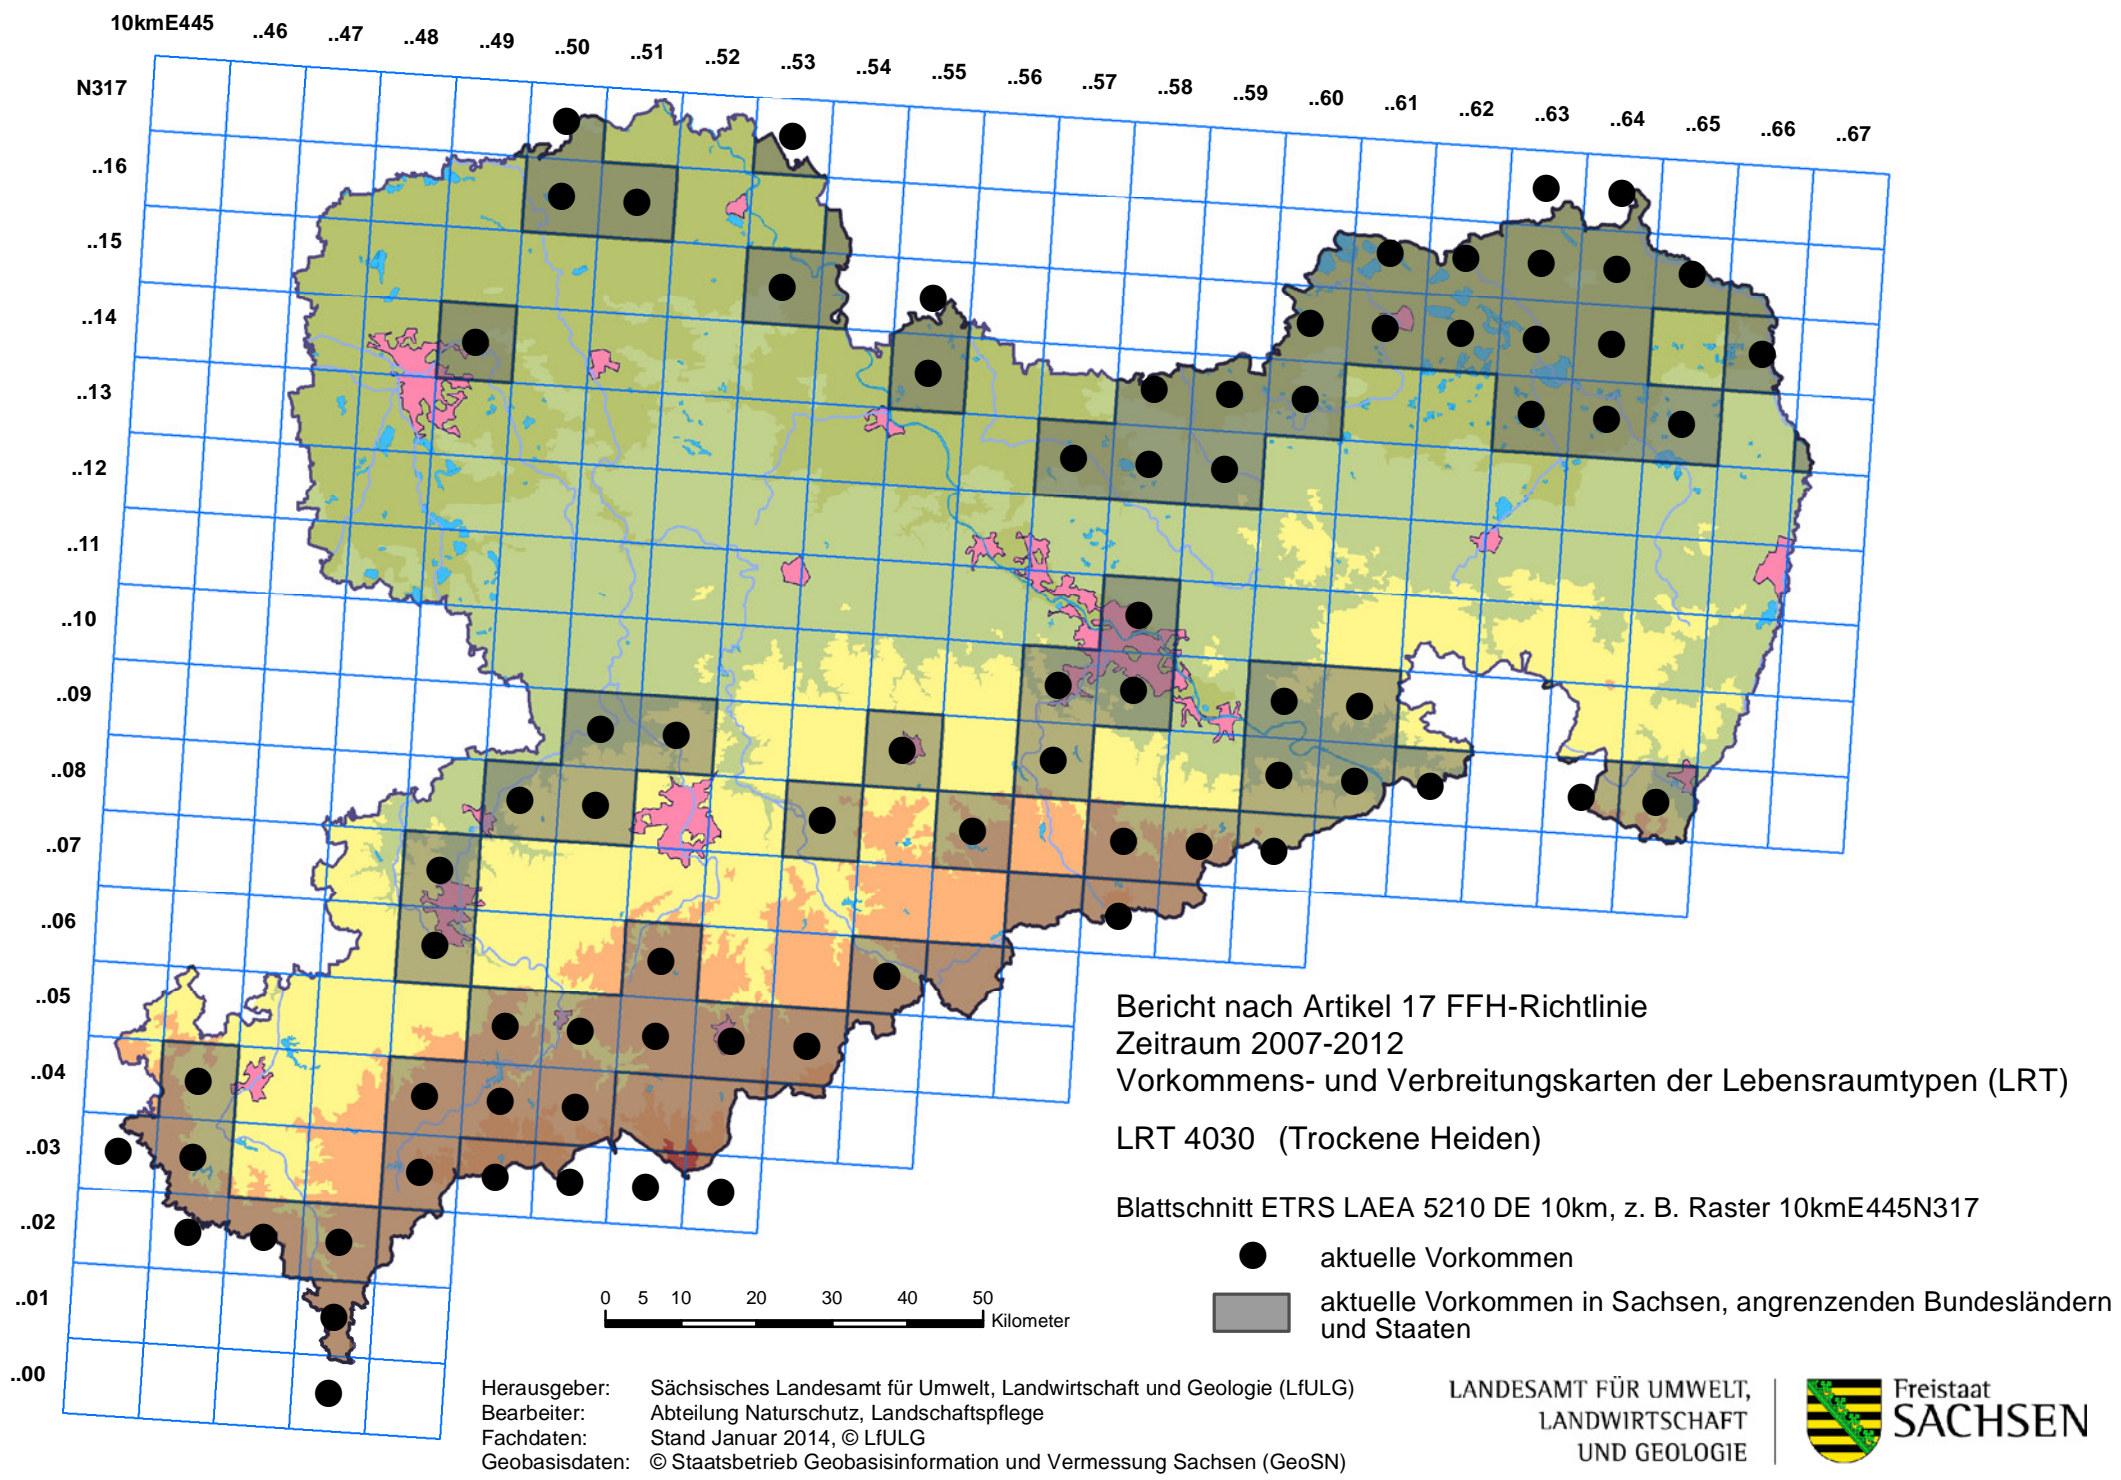 10kmE445 ..46 ..47 ..48 ..49 ..50 ..51 ..52 ..53 ..54 ..55 ..56 ..57 ..58 ..59 ..60 ..61 ..62 ..63 ..64 ..65 ..66 ..67
N317
..16
..15
..14
..13
..12
..11
..10
..09
..08
..07
..06
..05
..04
..03
..02
..01
..00
Bericht nach Artikel 17 FFH-Richtlinie
Zeitraum 2007-2012
Vorkommens- und Verbreitungskarten der Lebensraumtypen (LRT)
LRT 4030 (Trockene Heiden)
Blattschnitt ETRS LAEA 5210 DE 10km, z. B. Raster 10kmE445N317
aktuelle Vorkommen
aktuelle Vorkommen in Sachsen, angrenzenden Bundesländern
und Staaten
0 5 10 20 30 40 50
Kilometer
Herausgeber: Sächsisches Landesamt für Umwelt, Landwirtschaft und Geologie (LfULG)
Bearbeiter: Abteilung Naturschutz, Landschaftspflege
Fachdaten: Stand Januar 2014, © LfULG
Geobasisdaten: © Staatsbetrieb Geobasisinformation und Vermessung Sachsen (GeoSN)
LANDESAMT FÜR UMWELT,
LANDWIRTSCHAFT
UND GEOLOGIE
Freistaat
SACHSEN